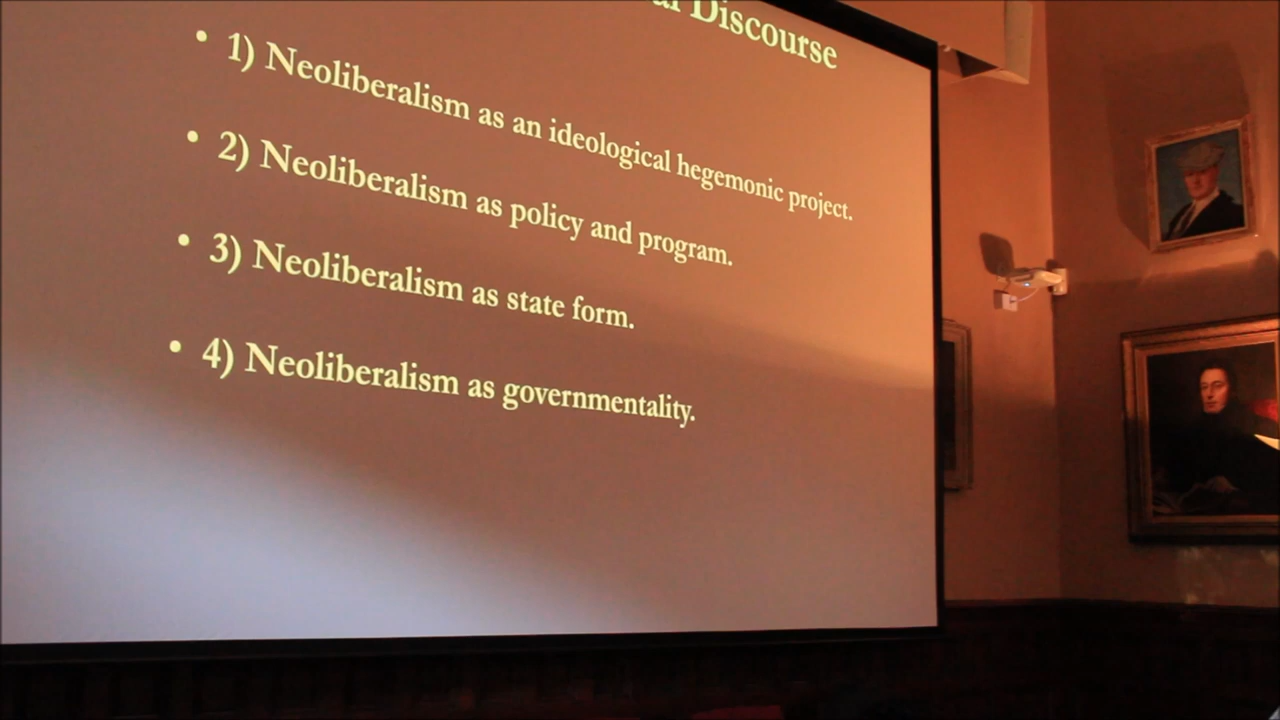 Discourse
• 1) Neoliberalism as an ideological hegemonic project.
• 2) Neoliberalism as policy and program.
• 3) Neoliberalism as state form.
• 4) Neoliberalism as governmentality.